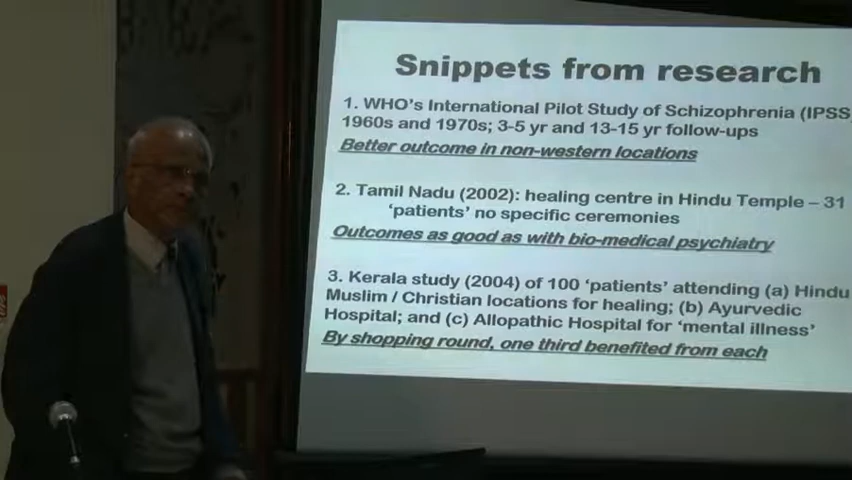 Snippets from research
1. WHO's International Pilot Study of Schizophrenia (IPSS
1960s and 1970s; 3-5 yr and 13-15 yr follow-ups
Better outcome in non-western locations
2. Tamil Nadu (2002): healing centre in Hindu Temple – 31
'patients' no specific ceremonies
Outcomes as good as with bio-medical psychiatry
3. Kerala study (2004) of 100 'patients' attending (a) Hindu
Muslim / Christian locations for healing; (b) Ayurvedic
Hospital; and (c) Allopathic Hospital for 'mental illness'
By shopping round, one third benefited from each